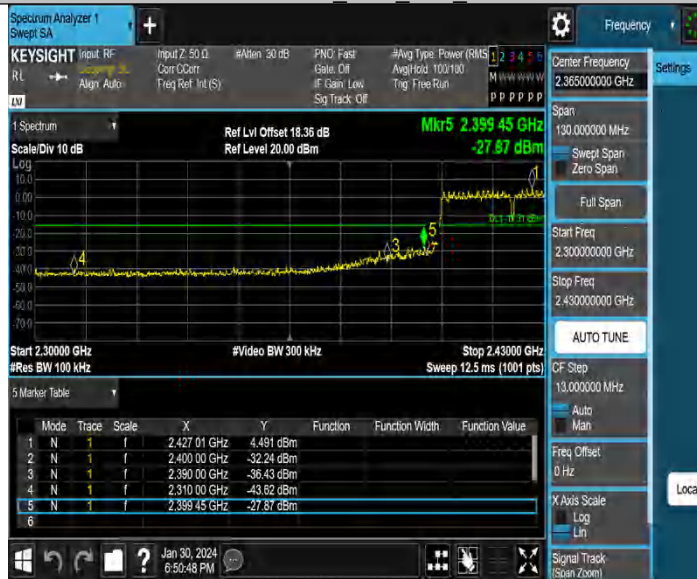 Spectrum Analyzer 1
Swept SA
Frequency
KEYSIGHT Input: RF
RL
Align: Auto
Input Z: 50 Ω
Corr CCorr
Freq Ref: Int (S)
#Atten: 30 dB
PNO: Fast
Gate: Off
IF Gain: Low
Sig Track: Off
#Avg Type: Power (RMS)
Avg|Hold: 100/100
Trig: Free Run
1 2 3 4 5 6
M W W W W W
P P P P P P
LXI
1 Spectrum
Scale/Div 10 dB
Ref Lvl Offset 18.36 dB
Ref Level 20.00 dBm
Mkr5 2.399 45 GHz
-27.87 dBm
Log
10.0
0.00
-10.0
-20.0
-30.0
-40.0
-50.0
-60.0
-70.0
1
3
4
5
Start 2.30000 GHz
#Res BW 100 kHz
#Video BW 300 kHz
Stop 2.43000 GHz
Sweep 12.5 ms (1001 pts)
5 Marker Table
Mode Trace Scale X Y Function Function Width Function Value
1 N 1 f 2.427 01 GHz 4.491 dBm
2 N 1 f 2.400 00 GHz -32.24 dBm
3 N 1 f 2.390 00 GHz -36.43 dBm
4 N 1 f 2.310 00 GHz -43.62 dBm
5 N 1 f 2.399 45 GHz -27.87 dBm
6
?
Jan 30, 2024
6:50:48 PM
Center Frequency
2.365000000 GHz
Settings
Span
130.000000 MHz
Swept Span
Zero Span
Full Span
Start Freq
2.300000000 GHz
Stop Freq
2.430000000 GHz
AUTO TUNE
CF Step
13.000000 MHz
Auto
Man
Freq Offset
0 Hz
X Axis Scale
Log
Lin
Signal Track
(Span Zoom)
Loca